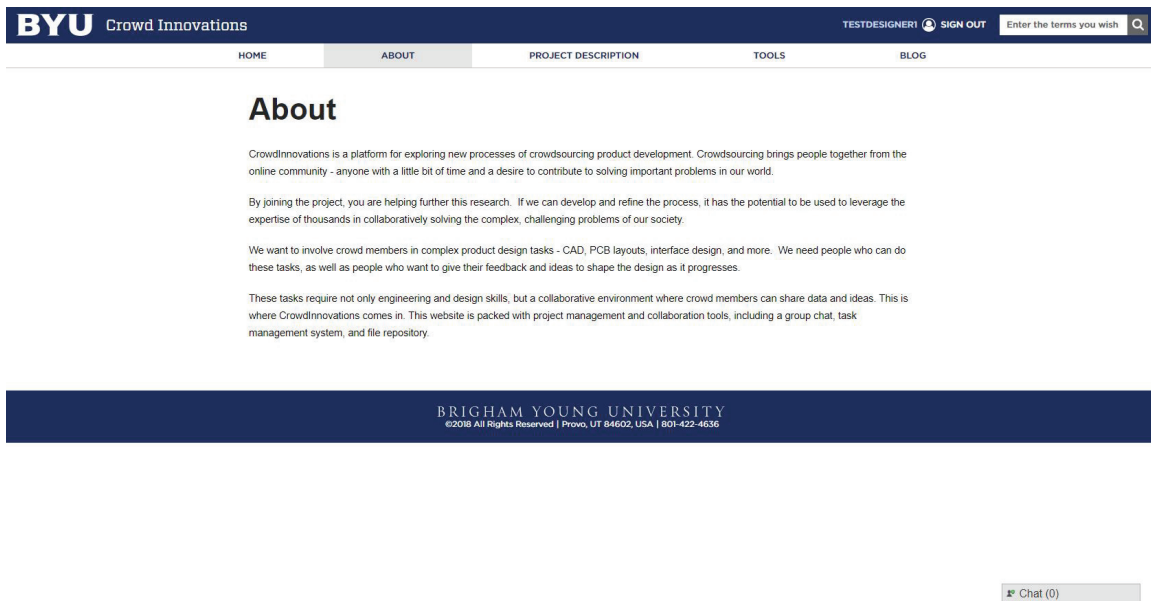 BYU Crowd Innovations
TESTDESIGNER1 SIGN OUT
Enter the terms you wish
HOME ABOUT PROJECT DESCRIPTION TOOLS BLOG
About
CrowdInnovations is a platform for exploring new processes of crowdsourcing product development. Crowdsourcing brings people together from the
online community - anyone with a little bit of time and a desire to contribute to solving important problems in our world.
By joining the project, you are helping further this research. If we can develop and refine the process, it has the potential to be used to leverage the
expertise of thousands in collaboratively solving the complex, challenging problems of our society.
We want to involve crowd members in complex product design tasks - CAD, PCB layouts, interface design, and more. We need people who can do
these tasks, as well as people who want to give their feedback and ideas to shape the design as it progresses.
These tasks require not only engineering and design skills, but a collaborative environment where crowd members can share data and ideas. This is
where CrowdInnovations comes in. This website is packed with project management and collaboration tools, including a group chat, task
management system, and file repository.
BRIGHAM YOUNG UNIVERSITY
©2018 All Rights Reserved | Provo, UT 84602, USA | 801-422-4636
Chat (0)